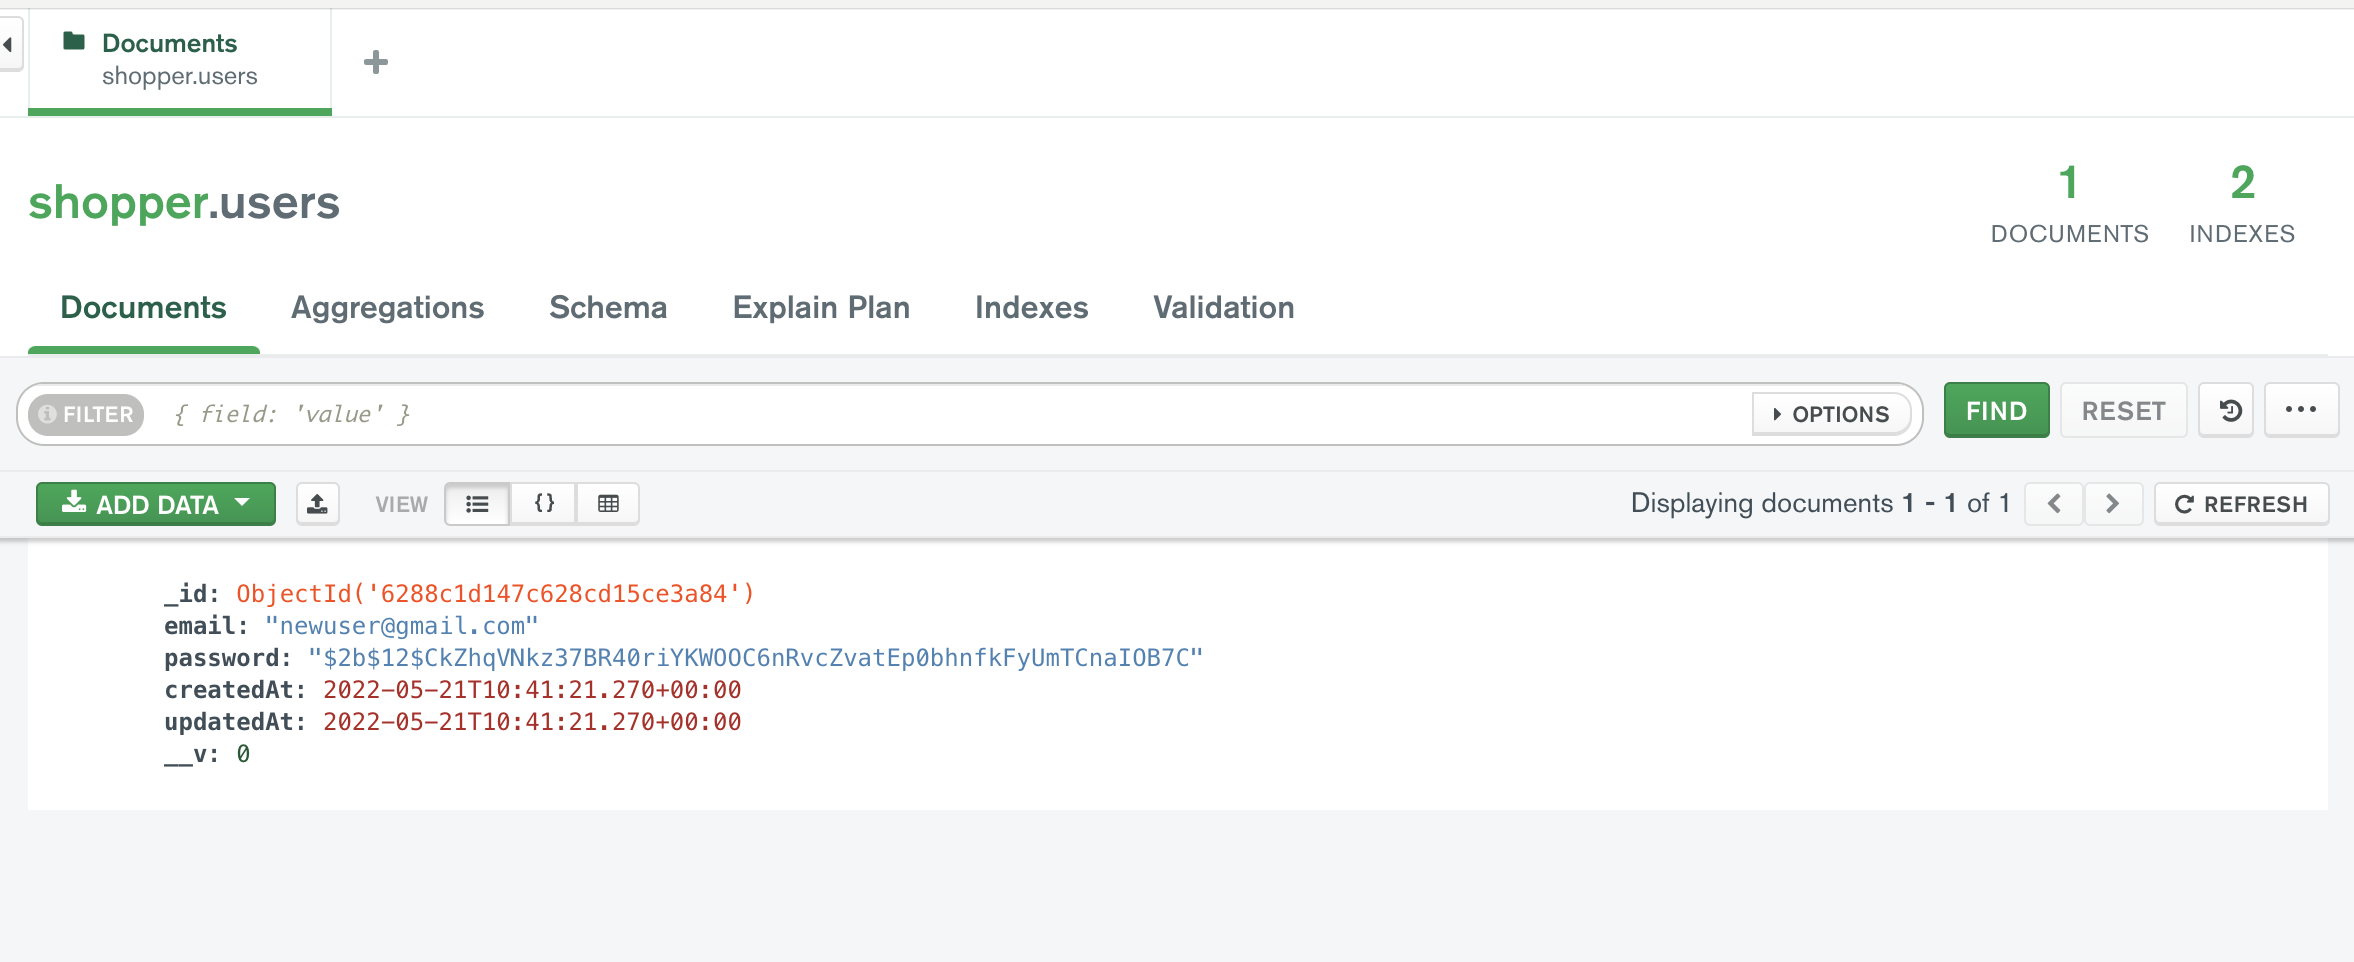 Documents
shopper.users
shopper.users
1
DOCUMENTS
2
INDEXES
Documents Aggregations Schema Explain Plan Indexes Validation
FILTER { field: 'value' } OPTIONS FIND RESET
ADD DATA VIEW {} Displaying documents 1 - 1 of 1 REFRESH
_id: ObjectId('6288c1d147c628cd15ce3a84')
email: "newuser@gmail.com"
password: "$2b$12$CkZhqVNkz37BR40riYKWOOC6nRvcZvatEp0bhnfkFyUmTCnaIOB7C"
createdAt: 2022-05-21T10:41:21.270+00:00
updatedAt: 2022-05-21T10:41:21.270+00:00
__v: 0